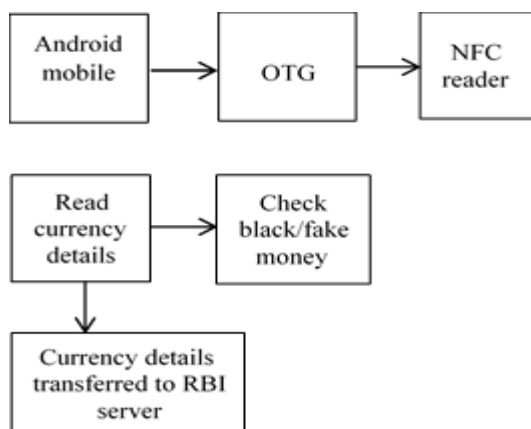 Android
mobile
OTG
NFC
reader
Read
currency
details
Check
black/fake
money
Currency details
transferred to RBI
server